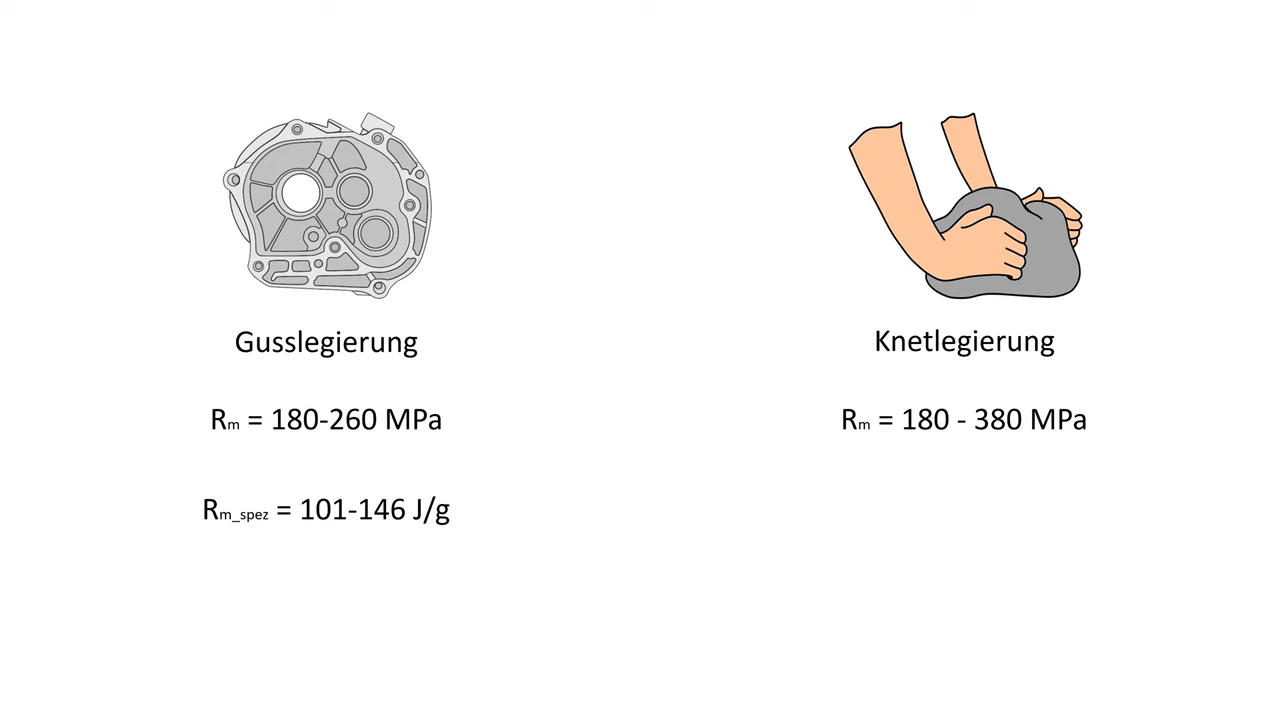 Gusslegierung
Knetlegierung
Rm = 180-260 MPa
Rm = 180 - 380 MPa
Rm_spez = 101-146 J/g